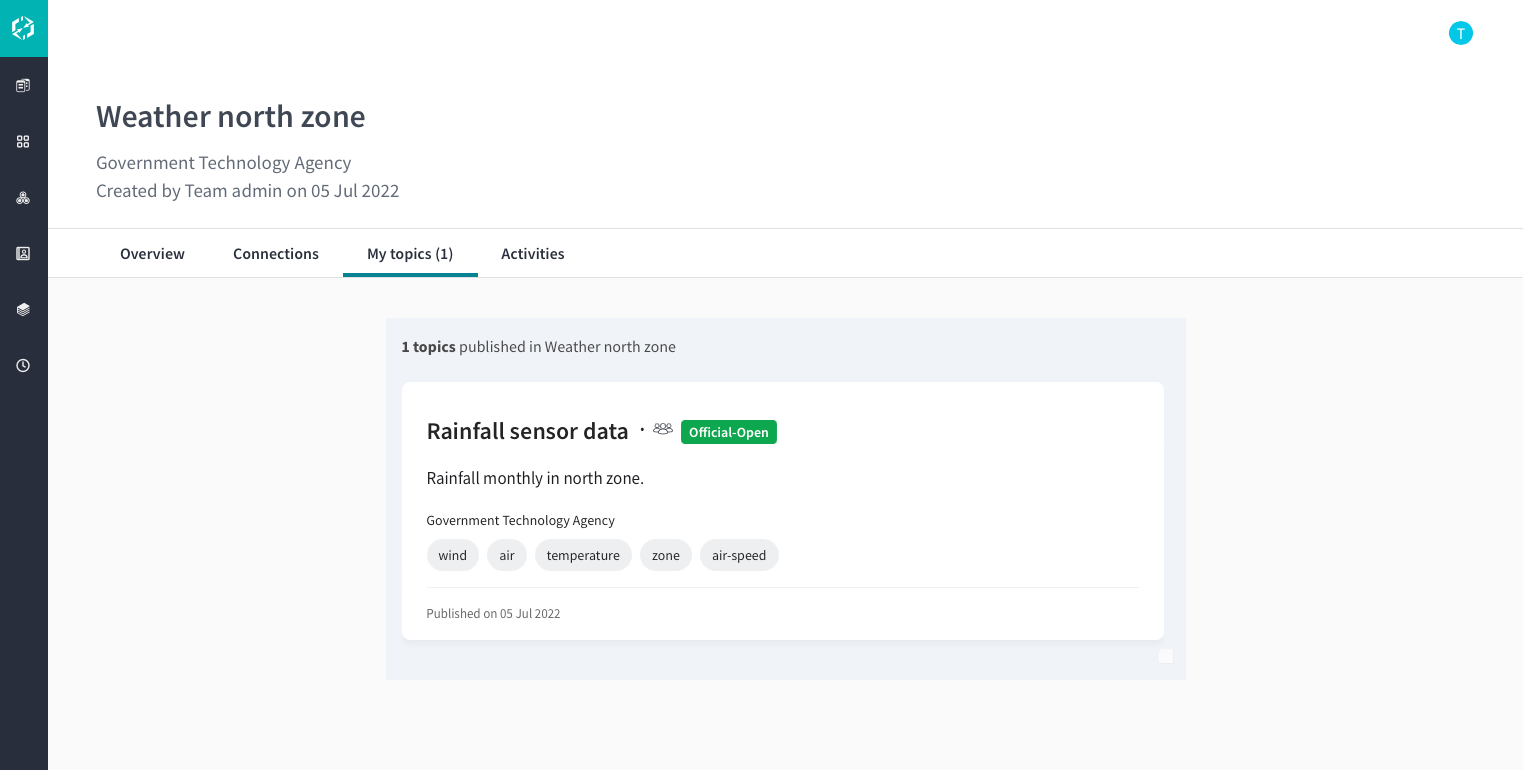 T
Weather north zone
Government Technology Agency
Created by Team admin on 05 Jul 2022
Overview Connections My topics (1) Activities
1 topics published in Weather north zone
Rainfall sensor data · Official-Open
Rainfall monthly in north zone.
Government Technology Agency
wind air temperature zone air-speed
Published on 05 Jul 2022